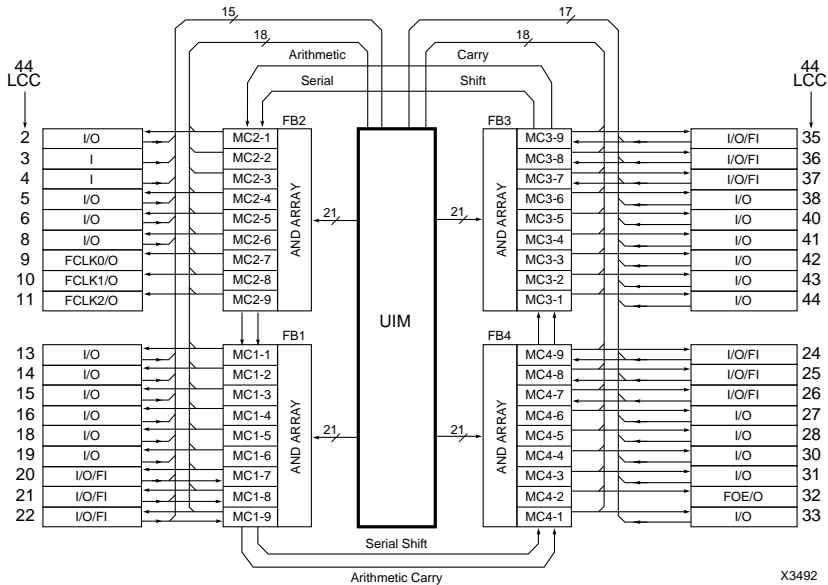 15
17
18
18
Arithmetic Carry
Serial Shift
44
LCC
44
LCC
FB2
FB3
2 I/O MC2-1
3 I MC2-2
4 I MC2-3
5 I/O MC2-4
6 I/O MC2-5
8 I/O MC2-6
9 FCLK0/O MC2-7
10 FCLK1/O MC2-8
11 FCLK2/O MC2-9
AND ARRAY
21
UIM
21
AND ARRAY
MC3-9 I/O/FI 35
MC3-8 I/O/FI 36
MC3-7 I/O/FI 37
MC3-6 I/O 38
MC3-5 I/O 40
MC3-4 I/O 41
MC3-3 I/O 42
MC3-2 I/O 43
MC3-1 I/O 44
FB1
FB4
13 I/O MC1-1
14 I/O MC1-2
15 I/O MC1-3
16 I/O MC1-4
18 I/O MC1-5
19 I/O MC1-6
20 I/O/FI MC1-7
21 I/O/FI MC1-8
22 I/O/FI MC1-9
AND ARRAY
21
21
AND ARRAY
MC4-9 I/O/FI 24
MC4-8 I/O/FI 25
MC4-7 I/O/FI 26
MC4-6 I/O 27
MC4-5 I/O 28
MC4-4 I/O 30
MC4-3 I/O 31
MC4-2 FOE/O 32
MC4-1 I/O 33
Serial Shift
Arithmetic Carry
X3492